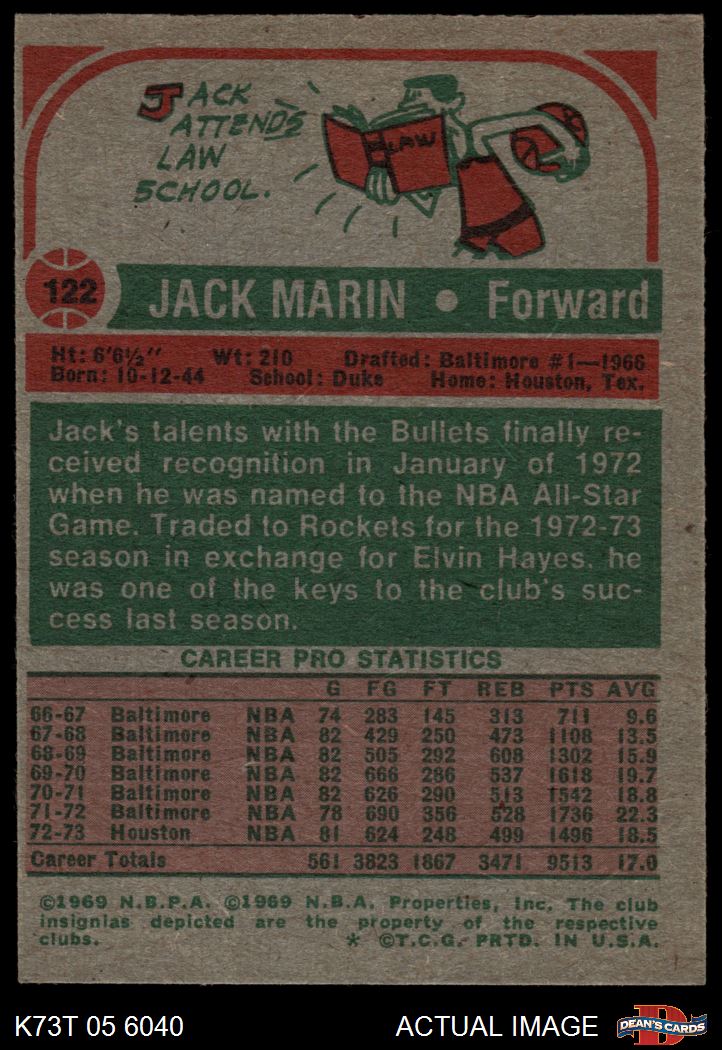 JACK
ATTENDS
LAW
SCHOOL.
LAW
122
JACK MARIN • Forward
Ht: 6'6½" Wt: 210 Drafted: Baltimore #1—1966
Born: 10-12-44 School: Duke Home: Houston, Tex.
Jack's talents with the Bullets finally re-
ceived recognition in January of 1972
when he was named to the NBA All-Star
Game. Traded to Rockets for the 1972-73
season in exchange for Elvin Hayes, he
was one of the keys to the club's suc-
cess last season.
CAREER PRO STATISTICS
G FG FT REB PTS AVG
66-67 Baltimore NBA 74 283 145 313 711 9.6
67-68 Baltimore NBA 82 429 250 473 1108 13.5
68-69 Baltimore NBA 82 505 292 608 1302 15.9
69-70 Baltimore NBA 82 666 286 537 1618 19.7
70-71 Baltimore NBA 82 626 290 513 1542 18.8
71-72 Baltimore NBA 78 690 356 528 1736 22.3
72-73 Houston NBA 81 624 248 499 1496 18.5
Career Totals 561 3823 1867 3471 9513 17.0
©1969 N.B.P.A. ©1969 N.B.A. Properties, Inc. The club
insignias depicted are the property of the respective
clubs. * ©T.C.G. PRTD. IN U.S.A.
K73T 05 6040 ACTUAL IMAGE
D
DEAN'S CARDS